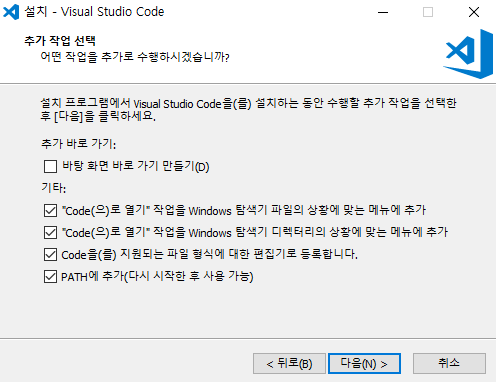 설치 - Visual Studio Code
추가 작업 선택
어떤 작업을 추가로 수행하시겠습니까?
설치 프로그램에서 Visual Studio Code을(를) 설치하는 동안 수행할 추가 작업을 선택한
후 [다음]을 클릭하세요.
추가 바로 가기:
바탕 화면 바로 가기 만들기(D)
기타:
"Code(으)로 열기" 작업을 Windows 탐색기 파일의 상황에 맞는 메뉴에 추가
"Code(으)로 열기" 작업을 Windows 탐색기 디렉터리의 상황에 맞는 메뉴에 추가
Code을(를) 지원되는 파일 형식에 대한 편집기로 등록합니다.
PATH에 추가(다시 시작한 후 사용 가능)
< 뒤로(B) 다음(N) > 취소